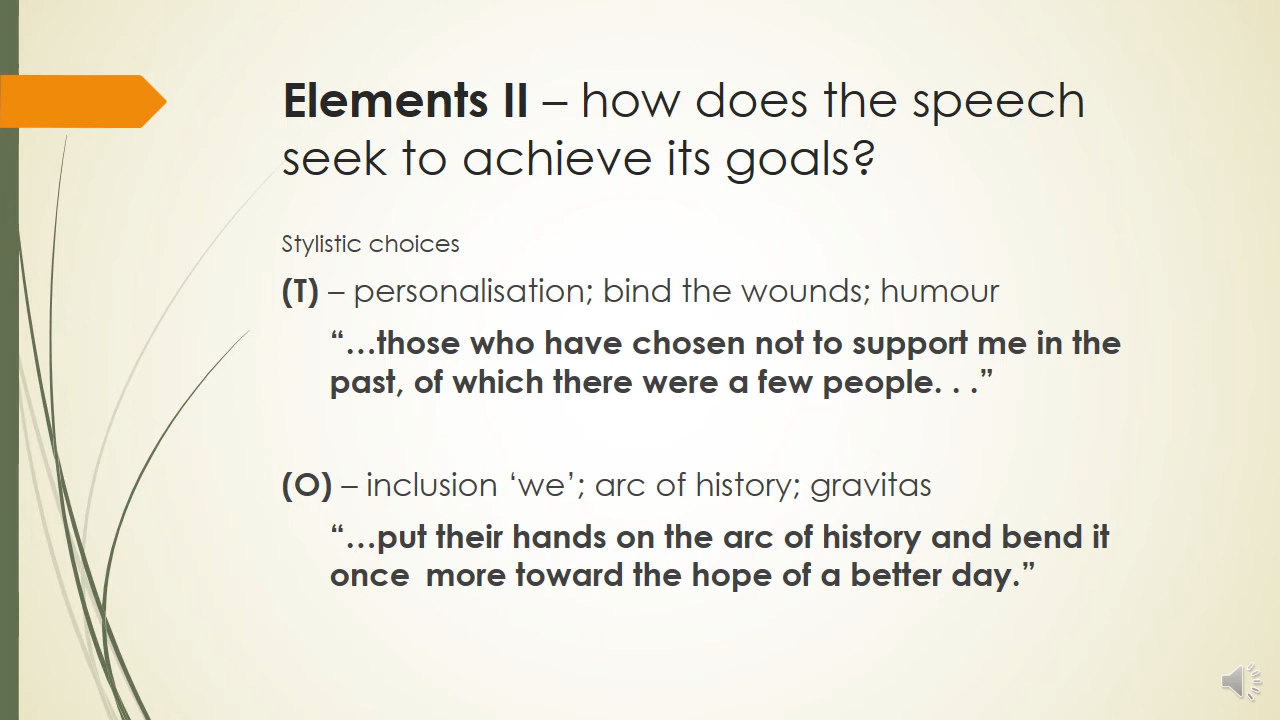 Elements II – how does the speech
seek to achieve its goals?
Stylistic choices
(T) – personalisation; bind the wounds; humour
“…those who have chosen not to support me in the
past, of which there were a few people. . .”
(O) – inclusion ‘we’; arc of history; gravitas
“…put their hands on the arc of history and bend it
once  more toward the hope of a better day.”